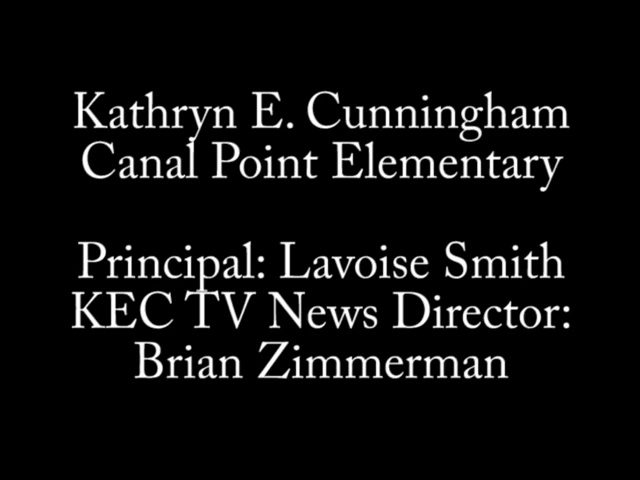 Kathryn E. Cunningham
Canal Point Elementary
Principal: Lavoise Smith
KEC TV News Director:
Brian Zimmerman